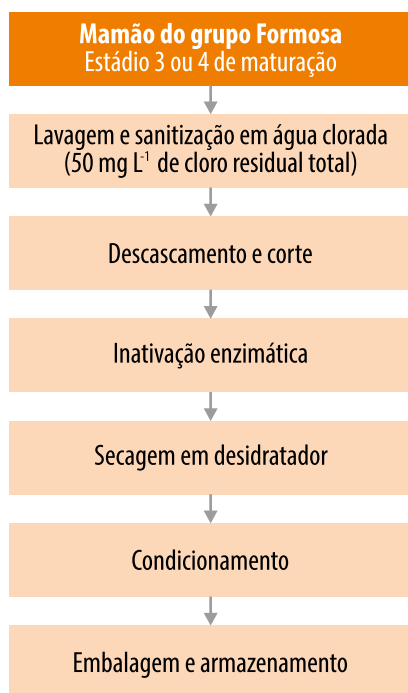 Mamão do grupo Formosa
Estádio 3 ou 4 de maturação
Lavagem e sanitização em água clorada
(50 mg L⁻¹ de cloro residual total)
Descascamento e corte
Inativação enzimática
Secagem em desidratador
Condicionamento
Embalagem e armazenamento